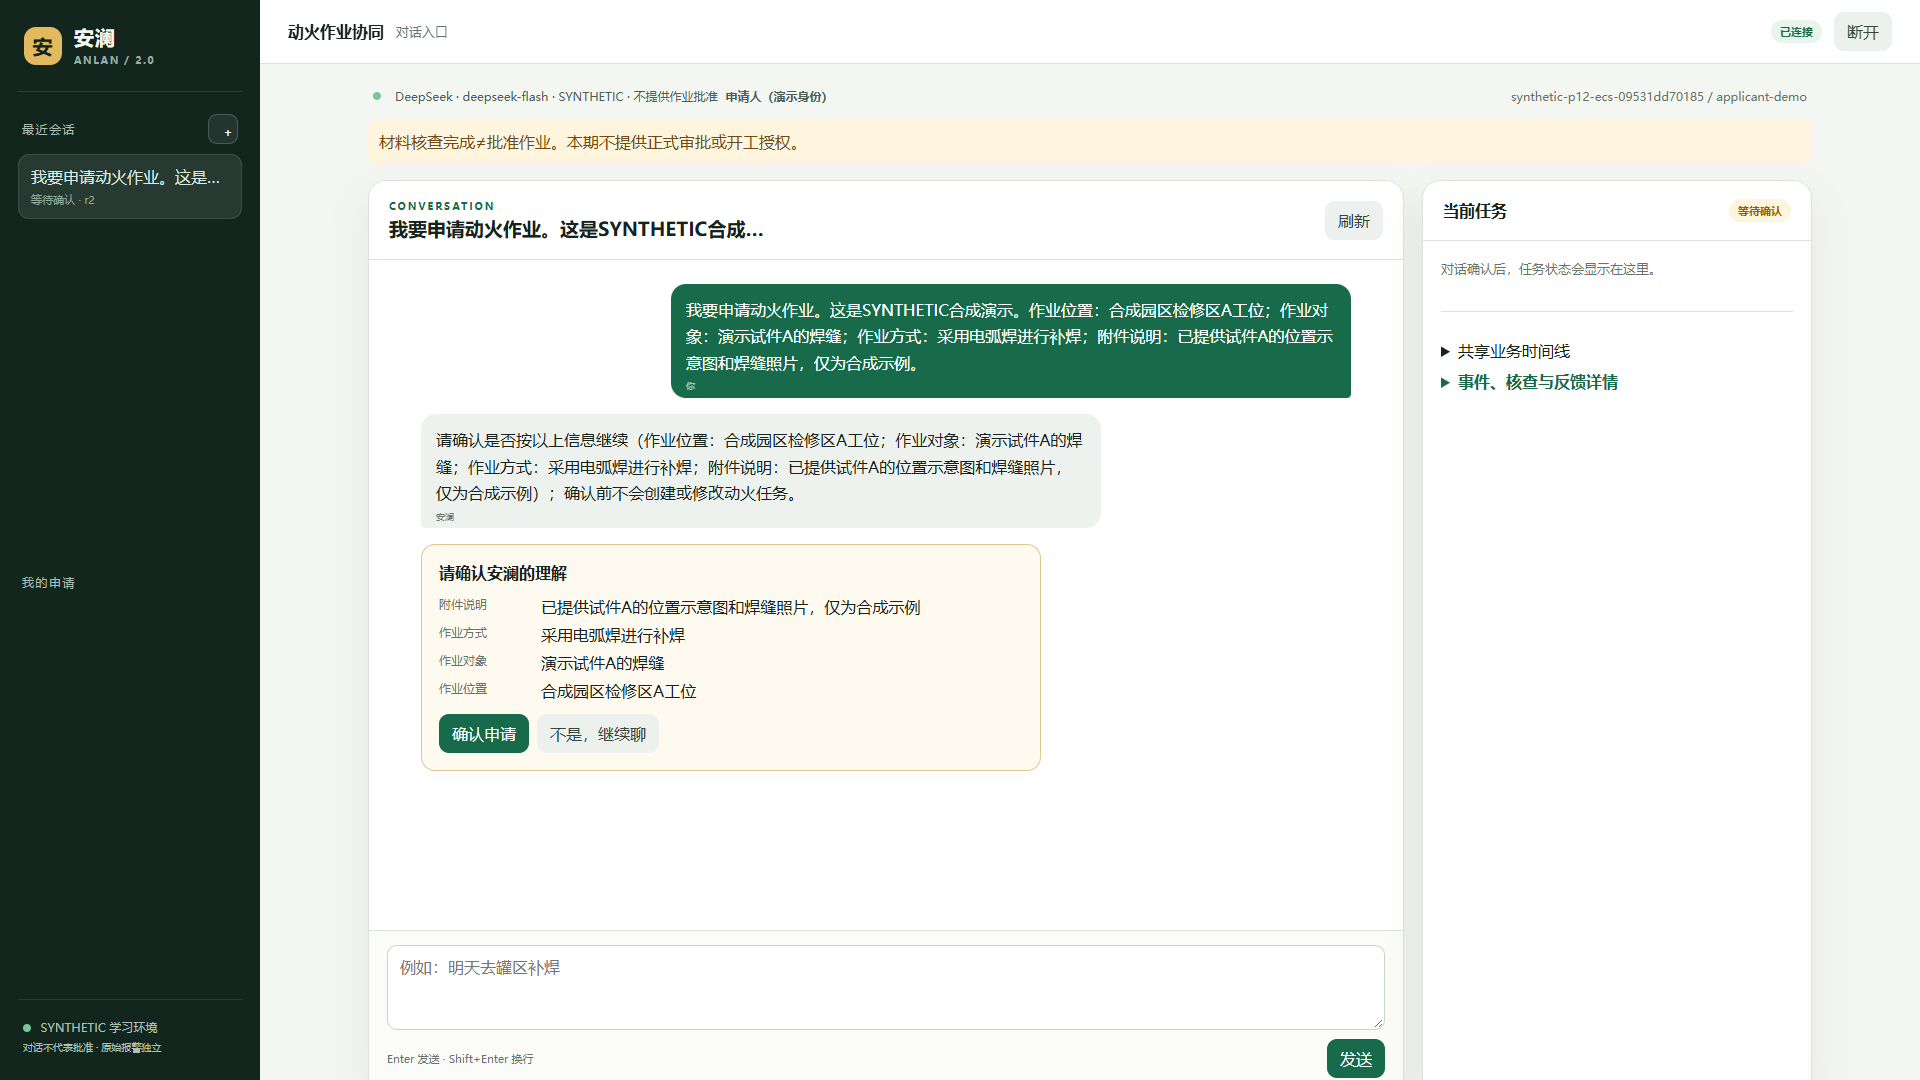 安
安澜
ANLAN / 2.0
最近会话
+
我要申请动火作业。这是...
等待确认 · r2
我的申请
SYNTHETIC 学习环境
对话不代表批准 · 原始报警独立
动火作业协同 对话入口
已连接
断开
DeepSeek · deepseek-flash · SYNTHETIC · 不提供作业批准 申请人（演示身份）
synthetic-p12-ecs-09531dd70185 / applicant-demo
材料核查完成≠批准作业。本期不提供正式审批或开工授权。
CONVERSATION
我要申请动火作业。这是SYNTHETIC合成...
刷新
我要申请动火作业。这是SYNTHETIC合成演示。作业位置：合成园区检修区A工位；作业对
象：演示试件A的焊缝；作业方式：采用电弧焊进行补焊；附件说明：已提供试件A的位置示
意图和焊缝照片，仅为合成示例。
你
请确认是否按以上信息继续（作业位置：合成园区检修区A工位；作业对象：演示试件A的焊
缝；作业方式：采用电弧焊进行补焊；附件说明：已提供试件A的位置示意图和焊缝照片，
仅为合成示例）；确认前不会创建或修改动火任务。
安澜
请确认安澜的理解
附件说明 已提供试件A的位置示意图和焊缝照片，仅为合成示例
作业方式 采用电弧焊进行补焊
作业对象 演示试件A的焊缝
作业位置 合成园区检修区A工位
确认申请
不是，继续聊
例如：明天去罐区补焊
Enter 发送 · Shift+Enter 换行
发送
当前任务
等待确认
对话确认后，任务状态会显示在这里。
共享业务时间线
事件、核查与反馈详情